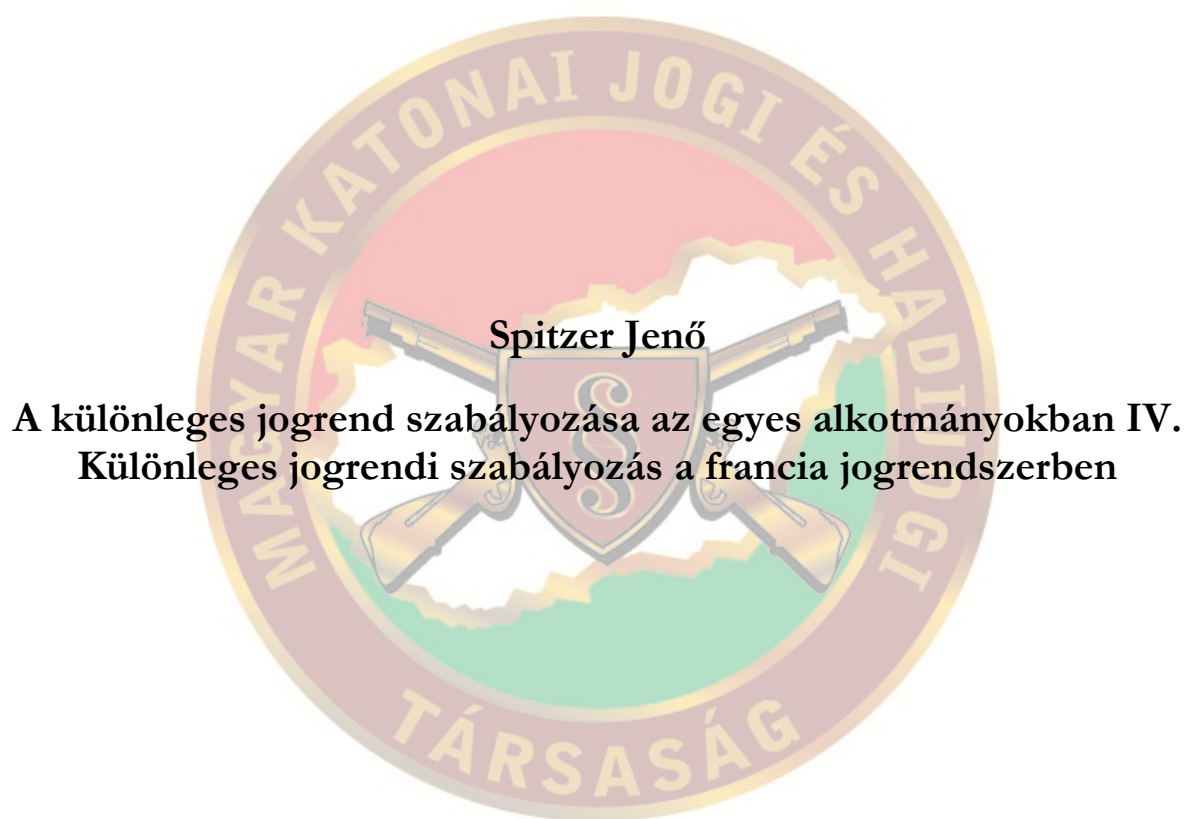 MAGYAR KATONAI JOGI ÉS HADIJOGI
TÁRSASÁG
Spitzer Jenő
§
A különleges jogrend szabályozása az egyes alkotmányokban IV.
Különleges jogrendi szabályozás a francia jogrendszerben